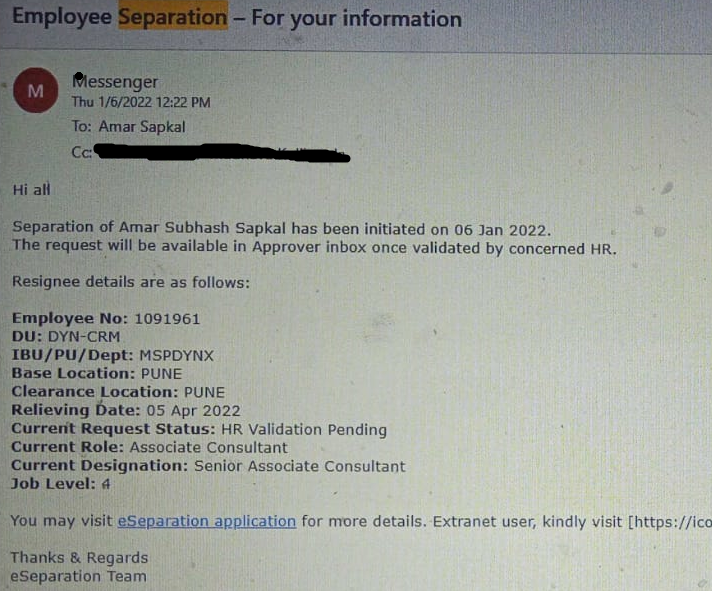 Employee Separation – For your information
M
Messenger
Thu 1/6/2022 12:22 PM
To: Amar Sapkal
Cc:
Hi all
Separation of Amar Subhash Sapkal has been initiated on 06 Jan 2022.
The request will be available in Approver inbox once validated by concerned HR.
Resignee details are as follows:
Employee No: 1091961
DU: DYN-CRM
IBU/PU/Dept: MSPDYNX
Base Location: PUNE
Clearance Location: PUNE
Relieving Date: 05 Apr 2022
Current Request Status: HR Validation Pending
Current Role: Associate Consultant
Current Designation: Senior Associate Consultant
Job Level: 4
You may visit eSeparation application for more details. Extranet user, kindly visit [https://ico
Thanks & Regards
eSeparation Team